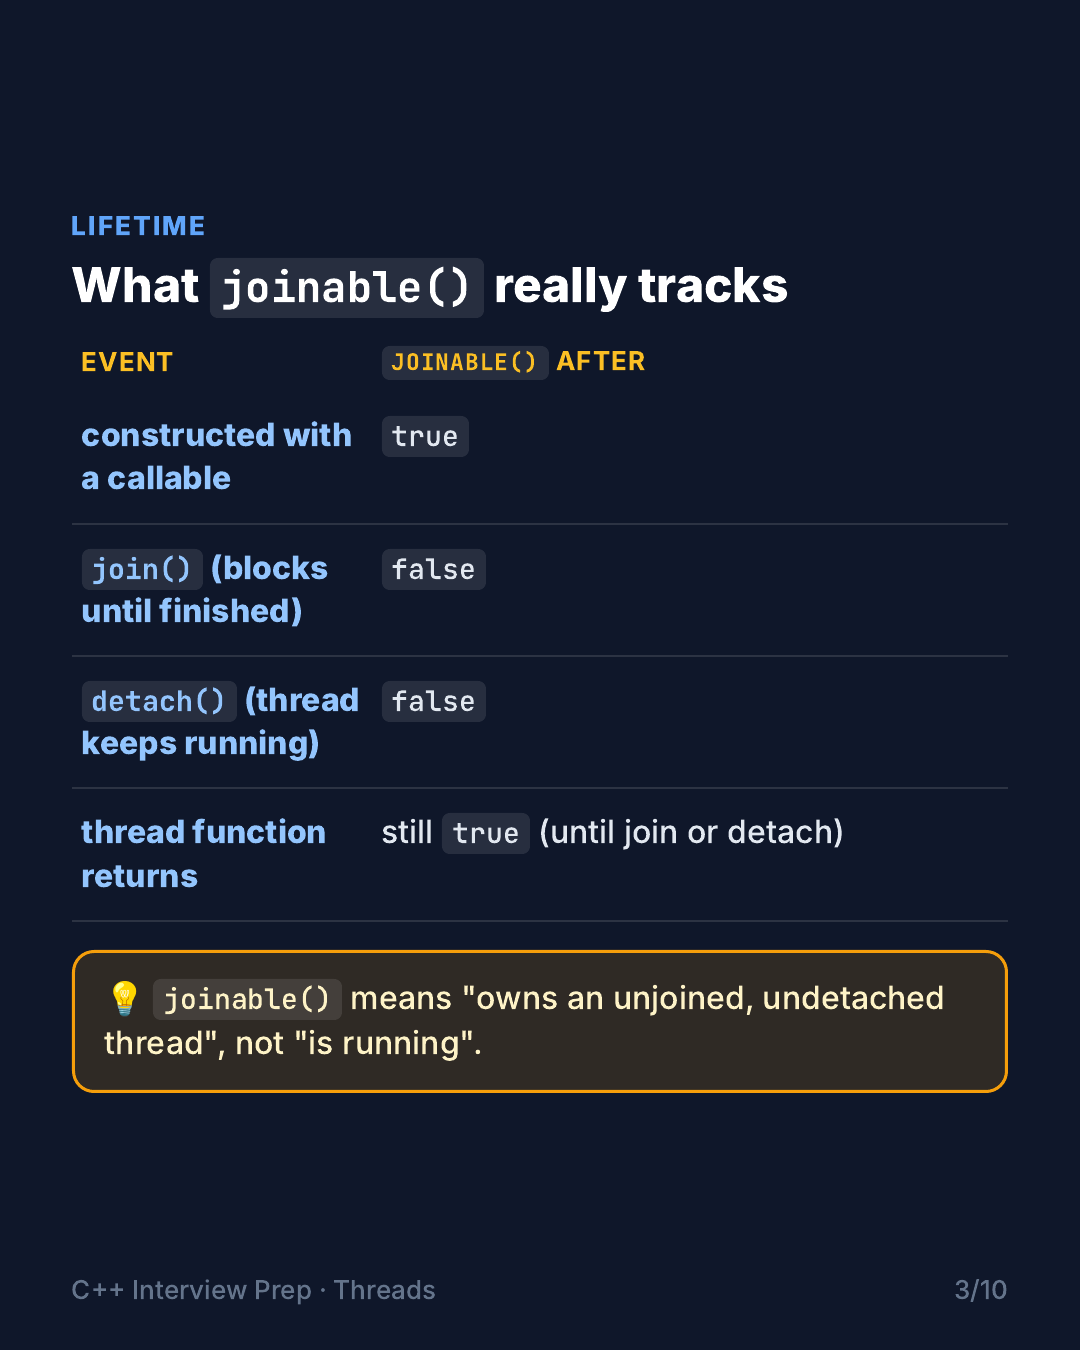 LIFETIME
What joinable() really tracks
EVENT JOINABLE() AFTER
constructed with true
a callable
join() (blocks false
until finished)
detach() (thread false
keeps running)
thread function still true (until join or detach)
returns
💡 joinable() means "owns an unjoined, undetached
thread", not "is running".
C++ Interview Prep · Threads 3/10